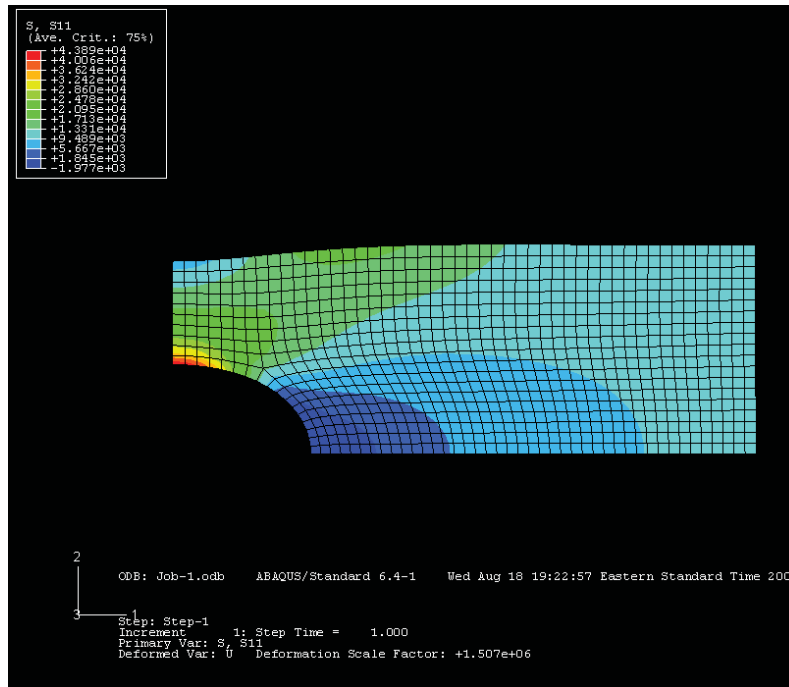 S, S11
(Ave. Crit.: 75%)
+4.389e+04
+4.006e+04
+3.624e+04
+3.242e+04
+2.860e+04
+2.478e+04
+2.095e+04
+1.713e+04
+1.331e+04
+9.489e+03
+5.667e+03
+1.845e+03
-1.977e+03
2
3
1
ODB: Job-1.odb ABAQUS/Standard 6.4-1 Wed Aug 18 19:22:57 Eastern Standard Time 200
Step: Step-1
Increment 1: Step Time = 1.000
Primary Var: S, S11
Deformed Var: U Deformation Scale Factor: +1.507e+06